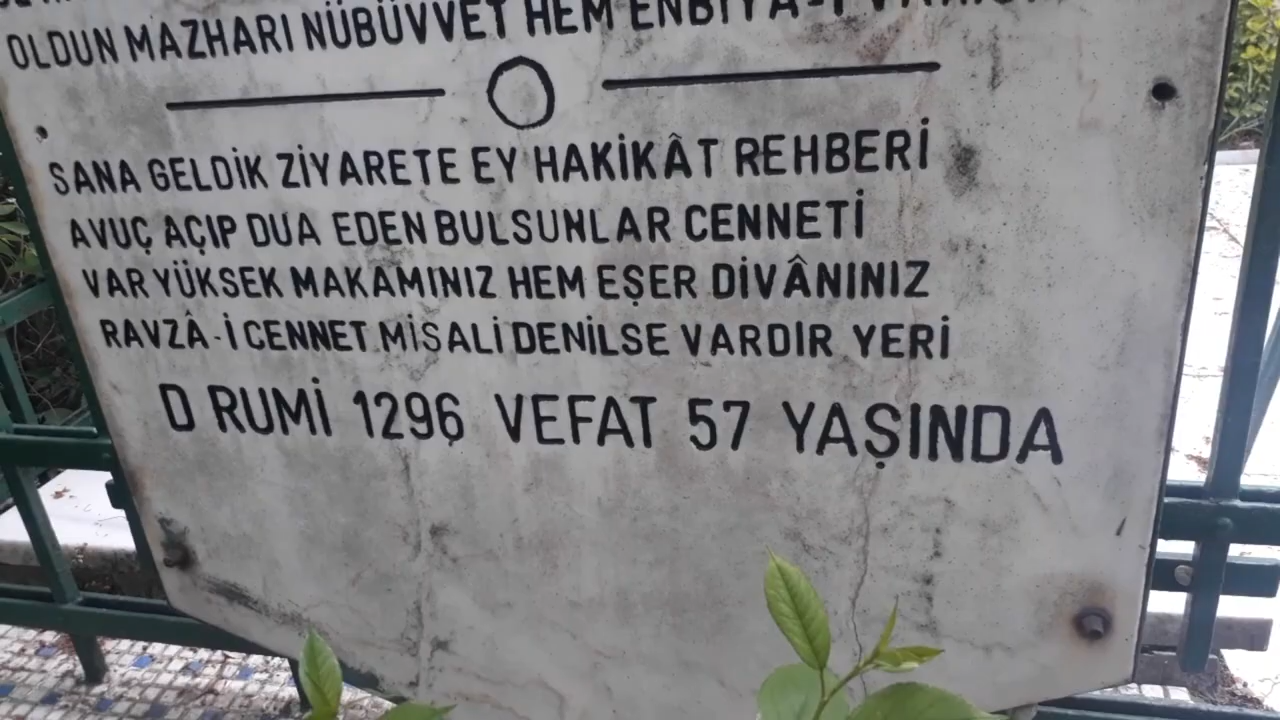 OLDUN MAZHARI NÜBÜVVET HEM ENBİYA-İ
SANA GELDİK ZİYARETE EY HAKİKÂT REHBERİ
AVUÇ AÇIP DUA EDEN BULSUNLAR CENNETİ
VAR YÜKSEK MAKAMINIZ HEM EŞER DİVÂNINIZ
RAVZÂ-İ CENNET MİSALİ DENİLSE VARDIR YERİ
D RUMİ 1296 VEFAT 57 YAŞINDA